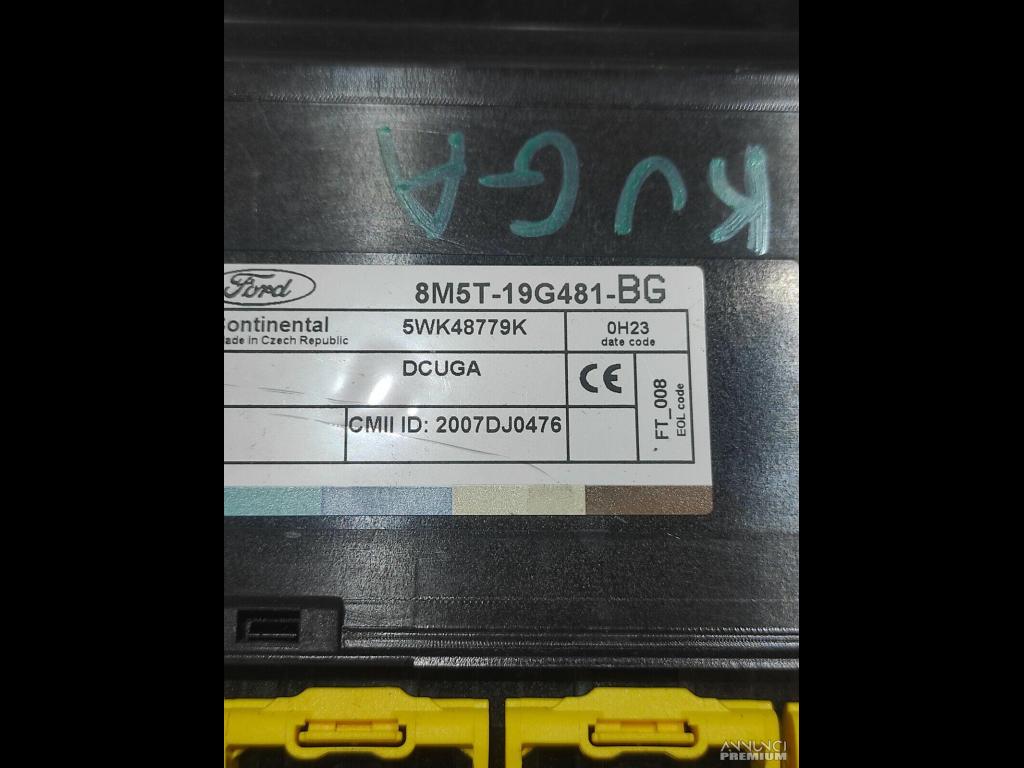 KUGA
Ford
8M5T-19G481-BG
Continental
5WK48779K
0H23
ade in Czech Republic
date code
DCUGA
CE
FT_008
EOL code
CMII ID: 2007DJ0476
ANNUNCI
PREMIUM